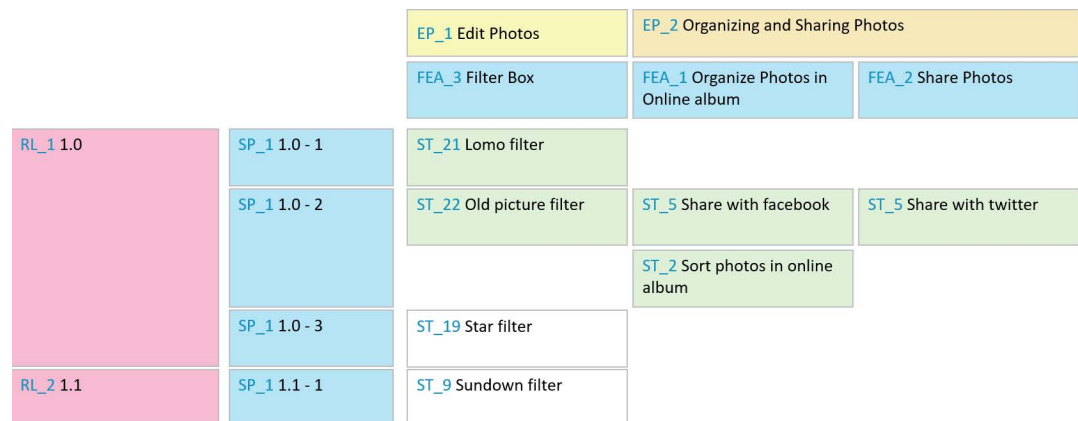 EP_1 Edit Photos
EP_2 Organizing and Sharing Photos
FEA_3 Filter Box
FEA_1 Organize Photos in
Online album
FEA_2 Share Photos
RL_1 1.0
SP_1 1.0 - 1
ST_21 Lomo filter
SP_1 1.0 - 2
ST_22 Old picture filter
ST_5 Share with facebook
ST_5 Share with twitter
ST_2 Sort photos in online
album
SP_1 1.0 - 3
ST_19 Star filter
RL_2 1.1
SP_1 1.1 - 1
ST_9 Sundown filter